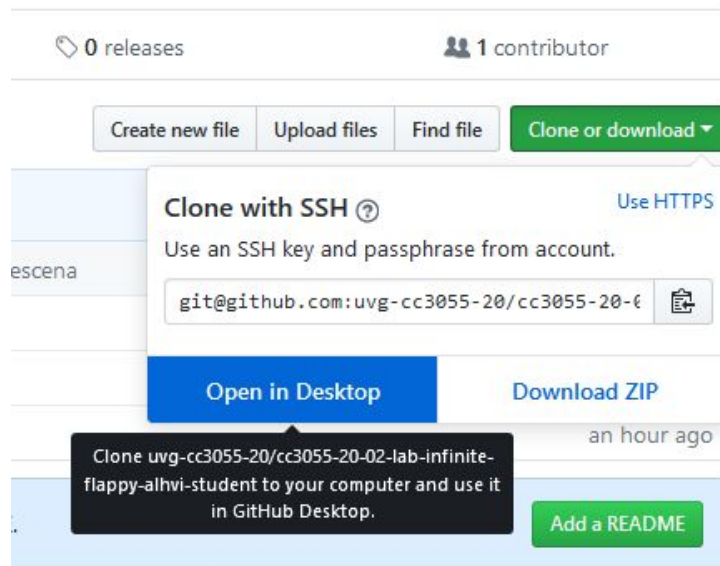 0 releases
1 contributor
Create new file
Upload files
Find file
Clone or download
Clone with SSH
Use HTTPS
Use an SSH key and passphrase from account.
escena
git@github.com:uvg-cc3055-20/cc3055-20-
Open in Desktop
Download ZIP
an hour ago
Clone uvg-cc3055-20/cc3055-20-02-lab-infinite-
flappy-alhvi-student to your computer and use it
in GitHub Desktop.
Add a README